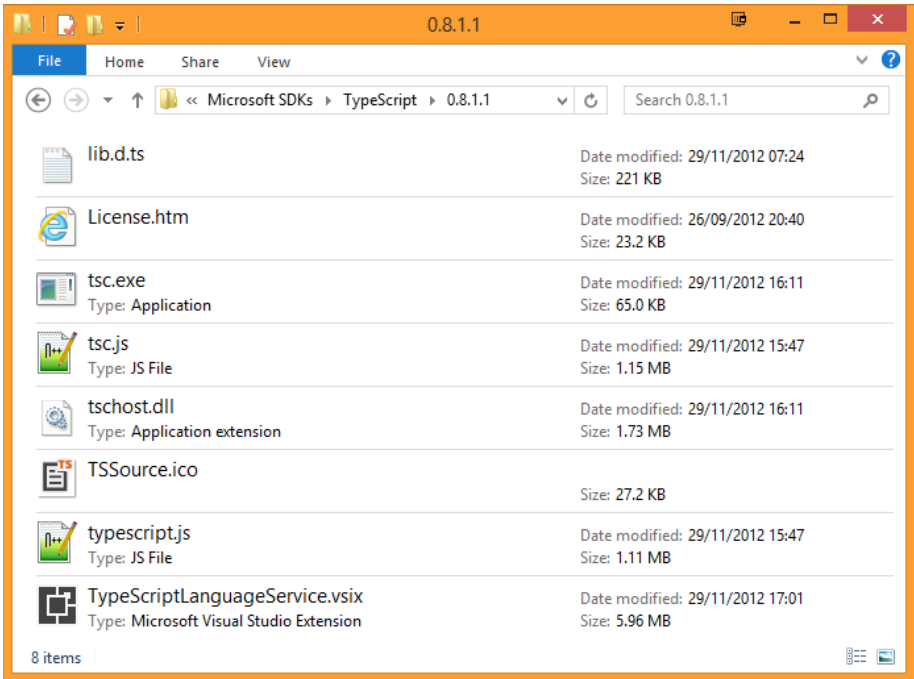 0.8.1.1
File Home Share View
« Microsoft SDKs TypeScript 0.8.1.1 Search 0.8.1.1
lib.d.ts
Date modified: 29/11/2012 07:24
Size: 221 KB
License.htm
Date modified: 26/09/2012 20:40
Size: 23.2 KB
tsc.exe
Date modified: 29/11/2012 16:11
Type: Application Size: 65.0 KB
tsc.js
Date modified: 29/11/2012 15:47
Type: JS File Size: 1.15 MB
tschost.dll
Date modified: 29/11/2012 16:11
Type: Application extension Size: 1.73 MB
TS
TSSource.ico
Size: 27.2 KB
typescript.js
Date modified: 29/11/2012 15:47
Type: JS File Size: 1.11 MB
TypeScriptLanguageService.vsix
Date modified: 29/11/2012 17:01
Type: Microsoft Visual Studio Extension Size: 5.96 MB
8 items